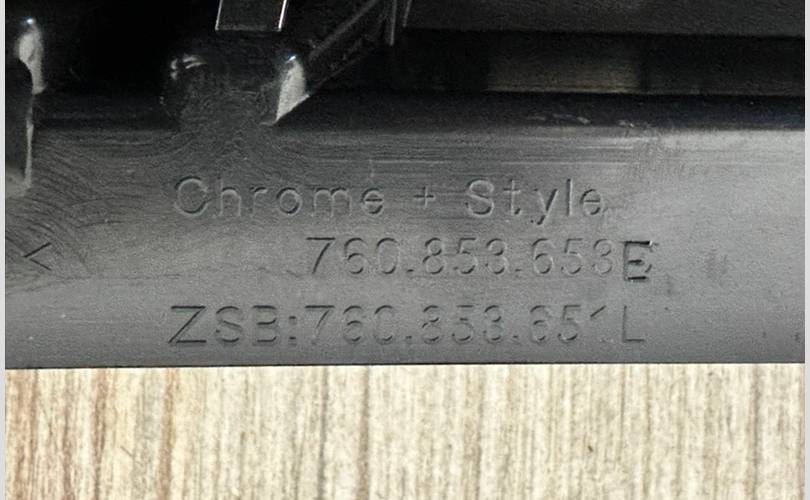 Chrome + Style
< 760.853.653E
ZSB:760.853.651L